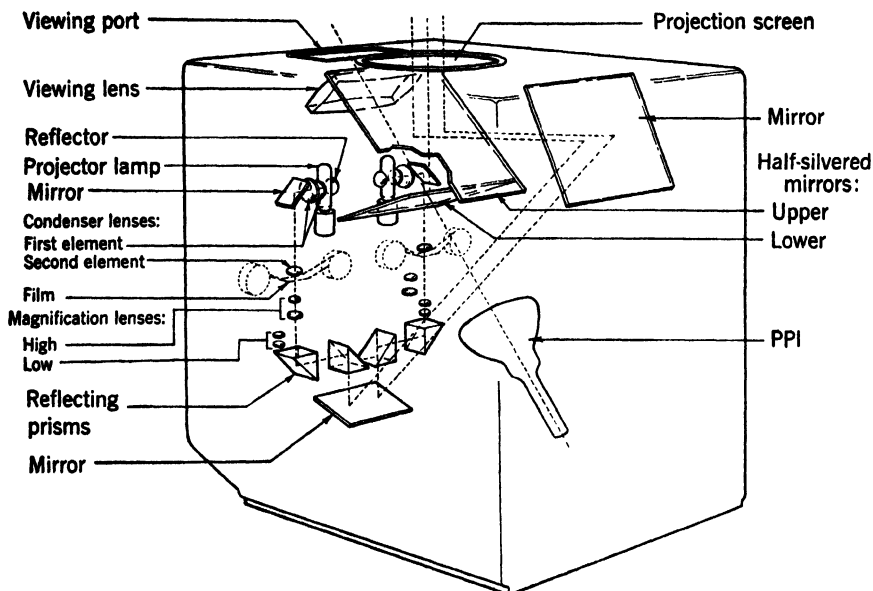 Viewing port
Projection screen
Viewing lens
Reflector
Projector lamp
Mirror
Condenser lenses:
First element
Second element
Film
Magnification lenses:
High
Low
Reflecting
prisms
Mirror
Mirror
Half-silvered
mirrors:
Upper
Lower
PPI